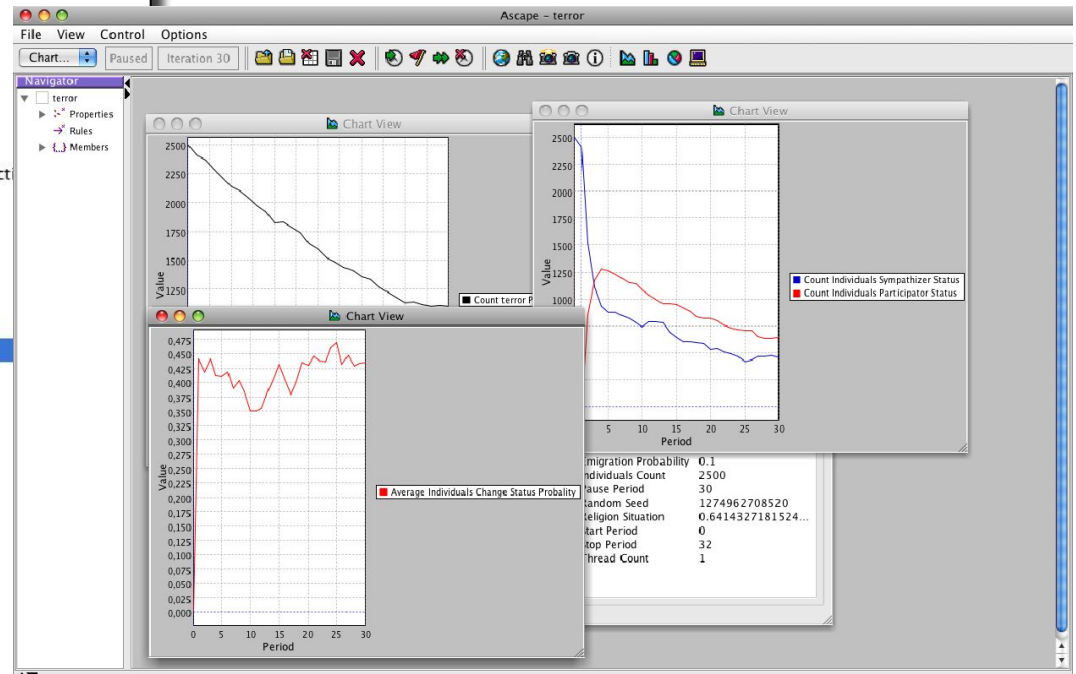 Ascape - terror
File View Control Options
Chart... Paused Iteration 30
Navigator
terror
Properties
Rules
{...} Members
Chart View
2500
2250
2000
1750
1500
1250
Value
Count terror P
Chart View
2500
2250
2000
1750
1500
1250
1000
Value
5 10 15 20 25 30
Period
Count Individuals Sympathizer Status
Count Individuals Participator Status
Chart View
0,475
0,450
0,425
0,400
0,375
0,350
0,325
0,300
0,275
0,250
0,225
0,200
0,175
0,150
0,125
0,100
0,075
0,050
0,025
0,000
Value
0 5 10 15 20 25 30
Period
Average Individuals Change Status Probality
Emigration Probability 0.1
ndividuals Count 2500
Pause Period 30
Random Seed 1274962708520
Religion Situation 0.6414327181524...
tart Period 0
top Period 32
Thread Count 1